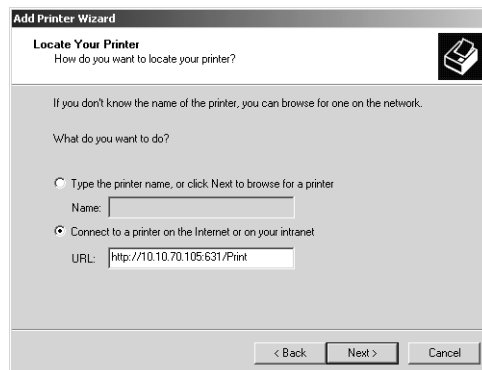 Add Printer Wizard
Locate Your Printer
How do you want to locate your printer?
If you don't know the name of the printer, you can browse for one on the network.
What do you want to do?
Type the printer name, or click Next to browse for a printer
Name:
Connect to a printer on the Internet or on your intranet
URL: http://10.10.70.105:631/Print
< Back Next > Cancel